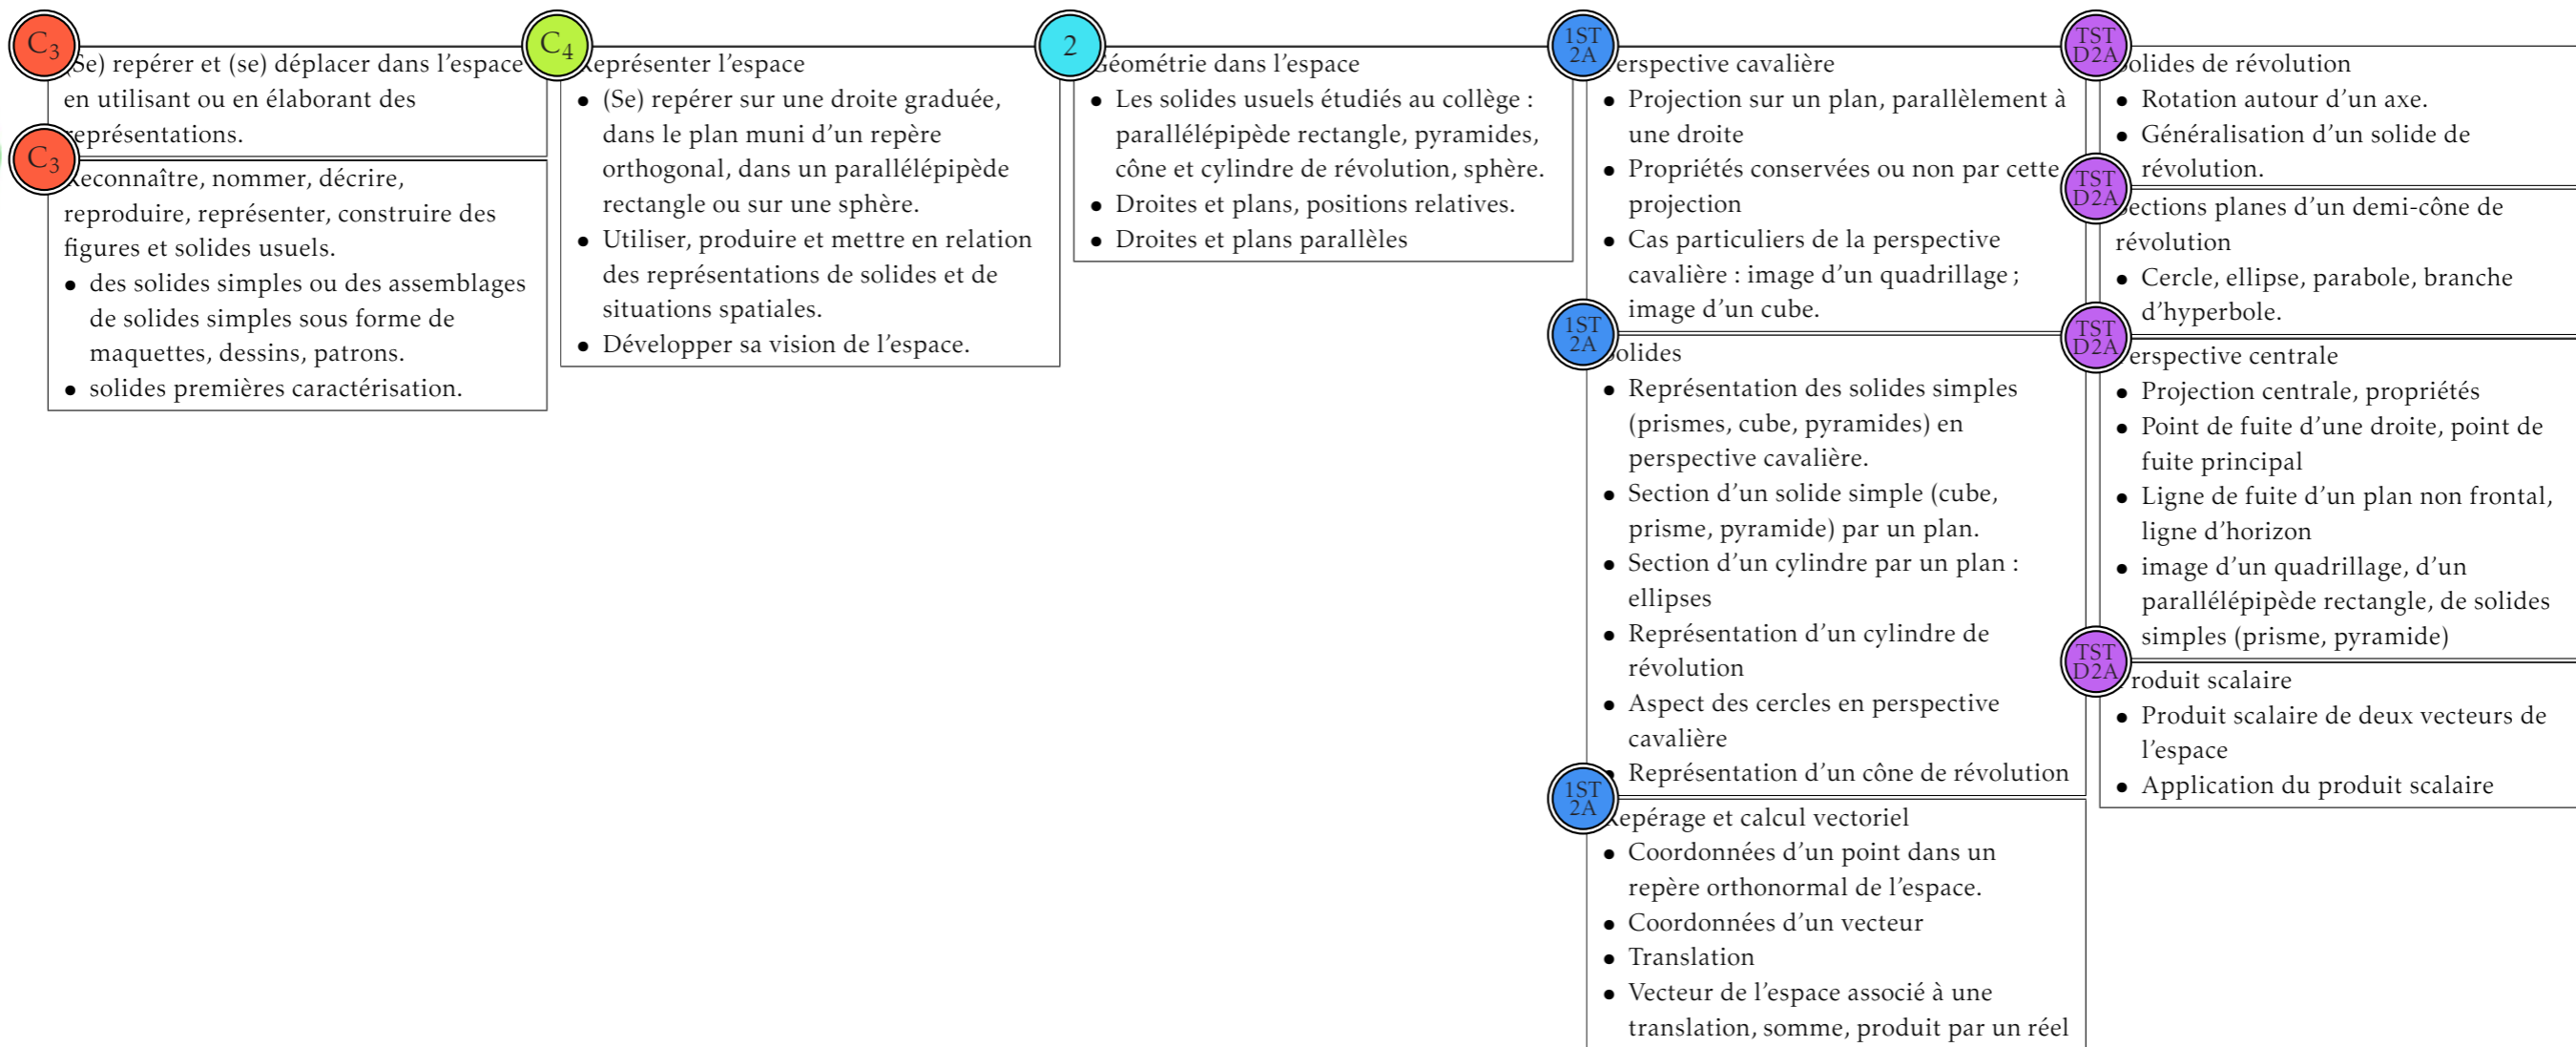 C3
(Se) repérer et (se) déplacer dans l'espace
en utilisant ou en élaborant des
représentations.
C3
Reconnaître, nommer, décrire,
reproduire, représenter, construire des
figures et solides usuels.
• des solides simples ou des assemblages
de solides simples sous forme de
maquettes, dessins, patrons.
• solides premières caractérisation.
C4
Représenter l'espace
• (Se) repérer sur une droite graduée,
dans le plan muni d'un repère
orthogonal, dans un parallélépipède
rectangle ou sur une sphère.
• Utiliser, produire et mettre en relation
des représentations de solides et de
situations spatiales.
• Développer sa vision de l'espace.
2
Géométrie dans l'espace
• Les solides usuels étudiés au collège :
parallélépipède rectangle, pyramides,
cône et cylindre de révolution, sphère.
• Droites et plans, positions relatives.
• Droites et plans parallèles
1ST
2A
Perspective cavalière
• Projection sur un plan, parallèlement à
une droite
• Propriétés conservées ou non par cette
projection
• Cas particuliers de la perspective
cavalière : image d'un quadrillage ;
image d'un cube.
1ST
2A
Solides
• Représentation des solides simples
(prismes, cube, pyramides) en
perspective cavalière.
• Section d'un solide simple (cube,
prisme, pyramide) par un plan.
• Section d'un cylindre par un plan :
ellipses
• Représentation d'un cylindre de
révolution
• Aspect des cercles en perspective
cavalière
• Représentation d'un cône de révolution
1ST
2A
Repérage et calcul vectoriel
• Coordonnées d'un point dans un
repère orthonormal de l'espace.
• Coordonnées d'un vecteur
• Translation
• Vecteur de l'espace associé à une
translation, somme, produit par un réel
TST
D2A
Solides de révolution
• Rotation autour d'un axe.
• Généralisation d'un solide de
révolution.
TST
D2A
Sections planes d'un demi-cône de
révolution
• Cercle, ellipse, parabole, branche
d'hyperbole.
TST
D2A
Perspective centrale
• Projection centrale, propriétés
• Point de fuite d'une droite, point de
fuite principal
• Ligne de fuite d'un plan non frontal,
ligne d'horizon
• image d'un quadrillage, d'un
parallélépipède rectangle, de solides
simples (prisme, pyramide)
TST
D2A
Produit scalaire
• Produit scalaire de deux vecteurs de
l'espace
• Application du produit scalaire